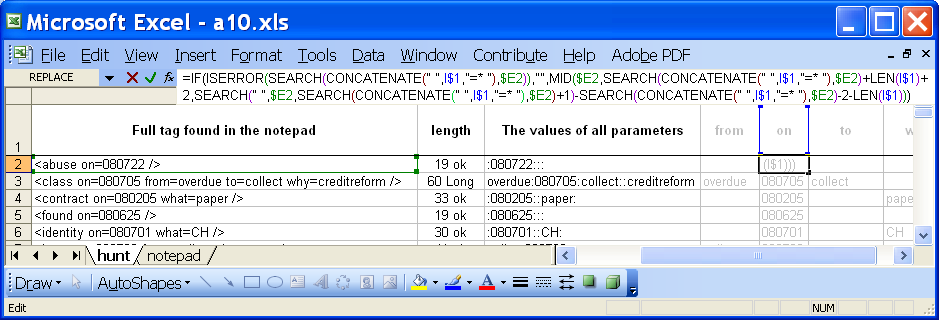 Microsoft Excel - a10.xls
File Edit View Insert Format Tools Data Window Contribute Help Adobe PDF
REPLACE =IF(ISERROR(SEARCH(CONCATENATE(" ",I$1,"=* "),$E2)),"",MID($E2,SEARCH(CONCATENATE(" ",I$1,"=* "),$E2)+LEN(I$1)+
2,SEARCH(" ",$E2,SEARCH(CONCATENATE(" ",I$1,"=* "),$E2)+1)-SEARCH(CONCATENATE(" ",I$1,"=* "),$E2)-2-LEN(I$1)))
1 Full tag found in the notepad length The values of all parameters from on to w
2 <abuse on=080722 /> 19 ok :080722::: (I$1)))
3 <class on=080705 from=overdue to=collect why=creditreform /> 60 Long overdue:080705:collect::creditreform overdue 080705 collect
4 <contract on=080205 what=paper /> 33 ok :080205::paper: 080205 pape
5 <found on=080625 /> 19 ok :080625::: 080625
6 <identity on=080701 what=CH /> 30 ok :080701::CH: 080701 CH
hunt notepad
Draw AutoShapes
Edit NUM